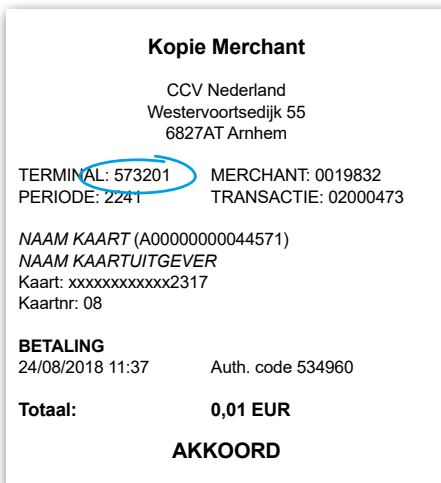 Kopie Merchant
CCV Nederland
Westervoortsedijk 55
6827AT Arnhem
TERMINAL: 573201 MERCHANT: 0019832
PERIODE: 2241 TRANSACTIE: 02000473
NAAM KAART (A00000000044571)
NAAM KAARTUITGEVER
Kaart: xxxxxxxxxxxx2317
Kaartnr: 08
BETALING
24/08/2018 11:37 Auth. code 534960
Totaal: 0,01 EUR
AKKOORD